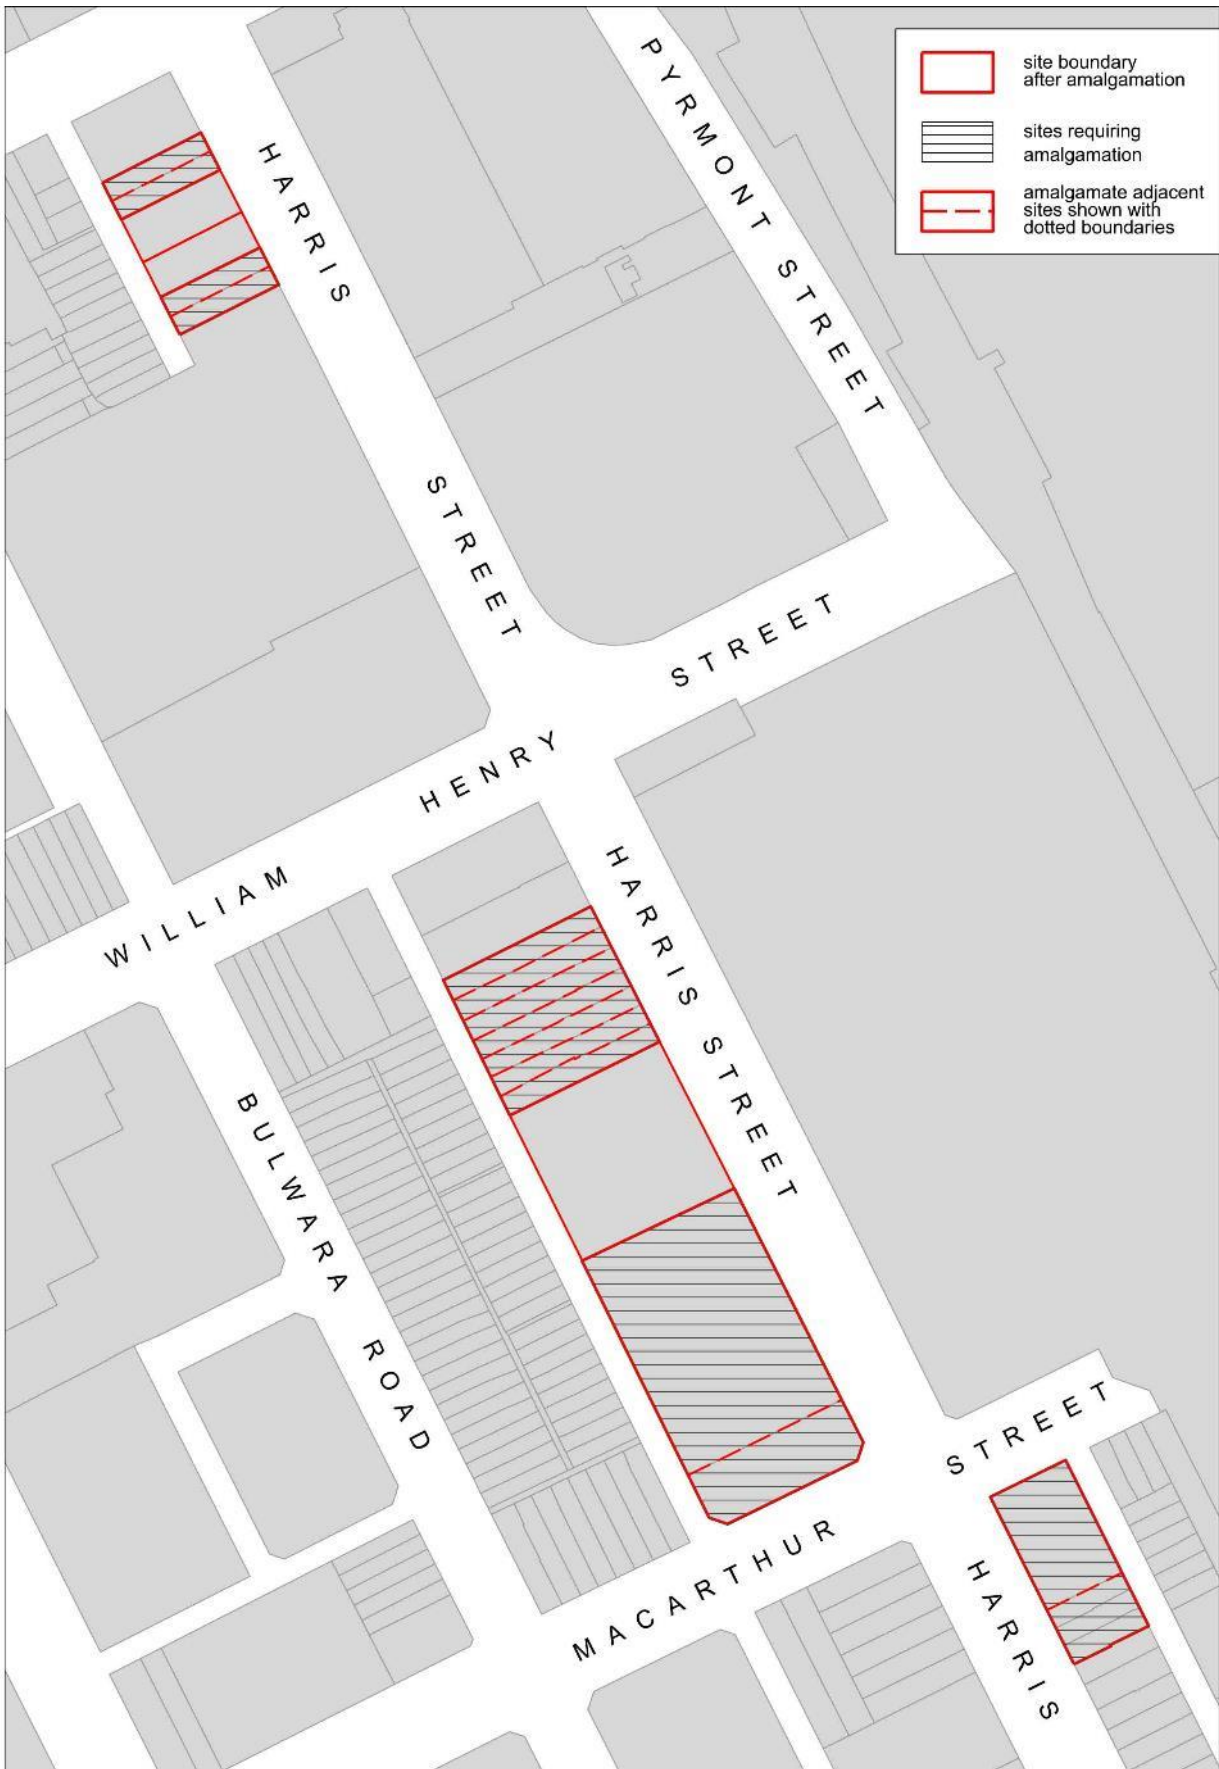 site boundary
after amalgamation
sites requiring
amalgamation
amalgamate adjacent
sites shown with
dotted boundaries
PYRMONT STREET
HARRIS
STREET
STREET
HENRY
WILLIAM
HARRIS STREET
BULWARA
ROAD
STREET
MACARTHUR
HARRIS